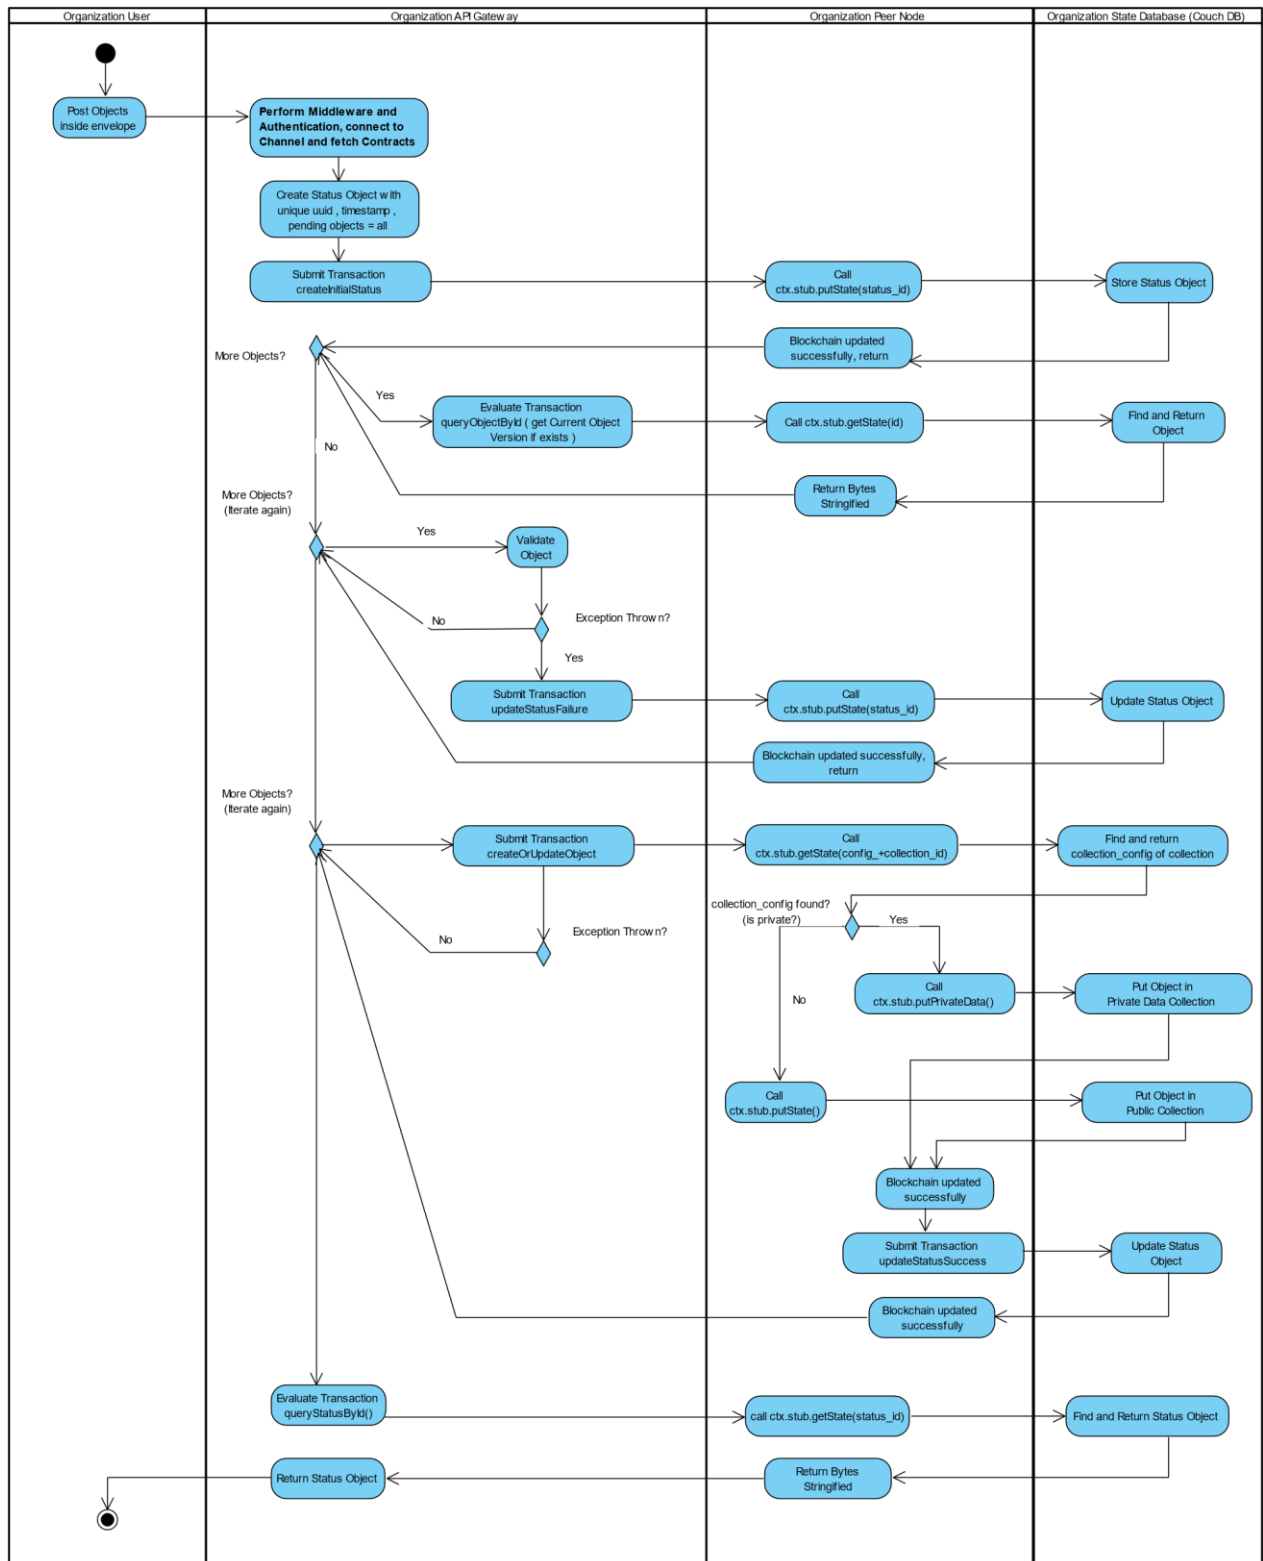 Organization User
Organization API Gateway
Organization Peer Node
Organization State Database (Couch DB)
Post Objects
inside envelope
Perform Middleware and
Authentication, connect to
Channel and fetch Contracts
Create Status Object with
unique uuid , timestamp ,
pending objects = all
Submit Transaction
createInitialStatus
Call
ctx.stub.putState(status_id)
Store Status Object
Blockchain updated
successfully, return
More Objects?
Yes
Evaluate Transaction
queryObjectById ( get Current Object
Version if exists )
Call ctx.stub.getState(id)
Find and Return
Object
No
Return Bytes
Stringified
More Objects?
(Iterate again)
Yes
Validate
Object
No
Exception Thrown?
Yes
Submit Transaction
updateStatusFailure
Call
ctx.stub.putState(status_id)
Update Status Object
Blockchain updated successfully,
return
More Objects?
(Iterate again)
Submit Transaction
createOrUpdateObject
Call
ctx.stub.getState(config_+collection_id)
Find and return
collection_config of collection
collection_config found?
(is private?)
Yes
No
Exception Thrown?
Call
ctx.stub.putPrivateData()
Put Object in
Private Data Collection
No
Call
ctx.stub.putState()
Put Object in
Public Collection
Blockchain updated
successfully
Submit Transaction
updateStatusSuccess
Update Status
Object
Blockchain updated
successfully
Evaluate Transaction
queryStatusById()
call ctx.stub.getState(status_id)
Find and Return Status Object
Return Status Object
Return Bytes
Stringified